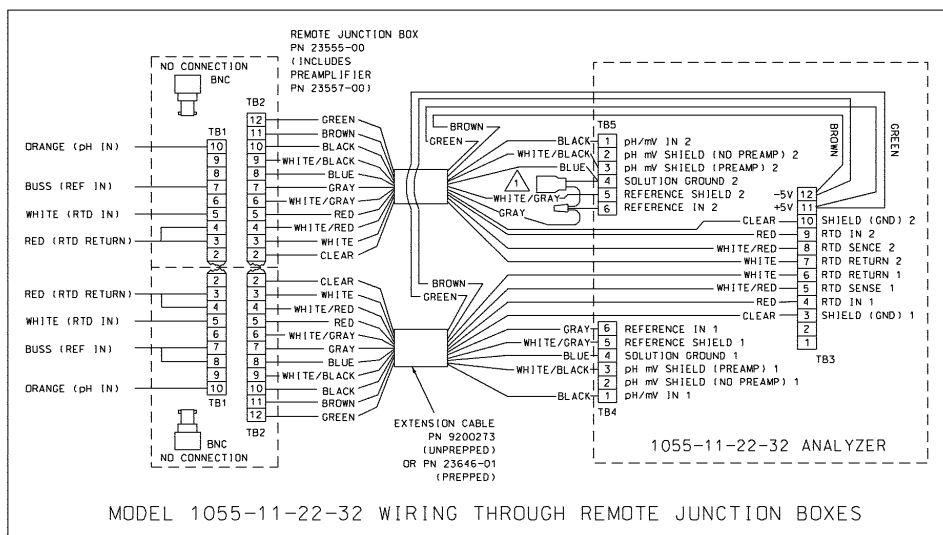 REMOTE JUNCTION BOX
PN 23555-00
(INCLUDES
PREAMPLIFIER
PN 23557-00)
NO CONNECTION
BNC
TB2
TB1
12
11
10
9
8
7
6
5
4
3
2
10
9
8
7
6
5
4
3
2
ORANGE (pH IN)
BUSS (REF IN)
WHITE (RTD IN)
RED (RTD RETURN)
GREEN
BROWN
BLACK
WHITE/BLACK
BLUE
GRAY
WHITE/GRAY
RED
WHITE/RED
WHITE
CLEAR
RED (RTD RETURN)
WHITE (RTD IN)
BUSS (REF IN)
ORANGE (pH IN)
2
3
4
5
6
7
8
9
10
TB1
2
3
4
5
6
7
8
9
10
11
12
TB2
CLEAR
WHITE
WHITE/RED
RED
WHITE/GRAY
GRAY
BLUE
WHITE/BLACK
BLACK
BROWN
GREEN
BNC
NO CONNECTION
EXTENSION CABLE
PN 9200273
(UNPREPPED)
OR PN 23646-01
(PREPPED)
BROWN
GREEN
BROWN
GREEN
BROWN
GREEN
TB5
BLACK 1 pH/mV IN 2
WHITE/BLACK 2 pH mV SHIELD (NO PREAMP) 2
BLUE 3 pH mV SHIELD (PREAMP) 2
4 SOLUTION GROUND 2
1
WHITE/GRAY 5 REFERENCE SHIELD 2
GRAY 6 REFERENCE IN 2
-5V 12
+5V 11
CLEAR 10 SHIELD (GND) 2
RED 9 RTD IN 2
WHITE/RED 8 RTD SENCE 2
WHITE 7 RTD RETURN 2
WHITE 6 RTD RETURN 1
WHITE/RED 5 RTD SENSE 1
RED 4 RTD IN 1
CLEAR 3 SHIELD (GND) 1
2
1
TB3
GRAY 6 REFERENCE IN 1
WHITE/GRAY 5 REFERENCE SHIELD 1
BLUE 4 SOLUTION GROUND 1
WHITE/BLACK 3 pH mV SHIELD (PREAMP) 1
2 pH mV SHIELD (NO PREAMP) 1
BLACK 1 pH/mV IN 1
TB4
1055-11-22-32 ANALYZER
MODEL 1055-11-22-32 WIRING THROUGH REMOTE JUNCTION BOXES